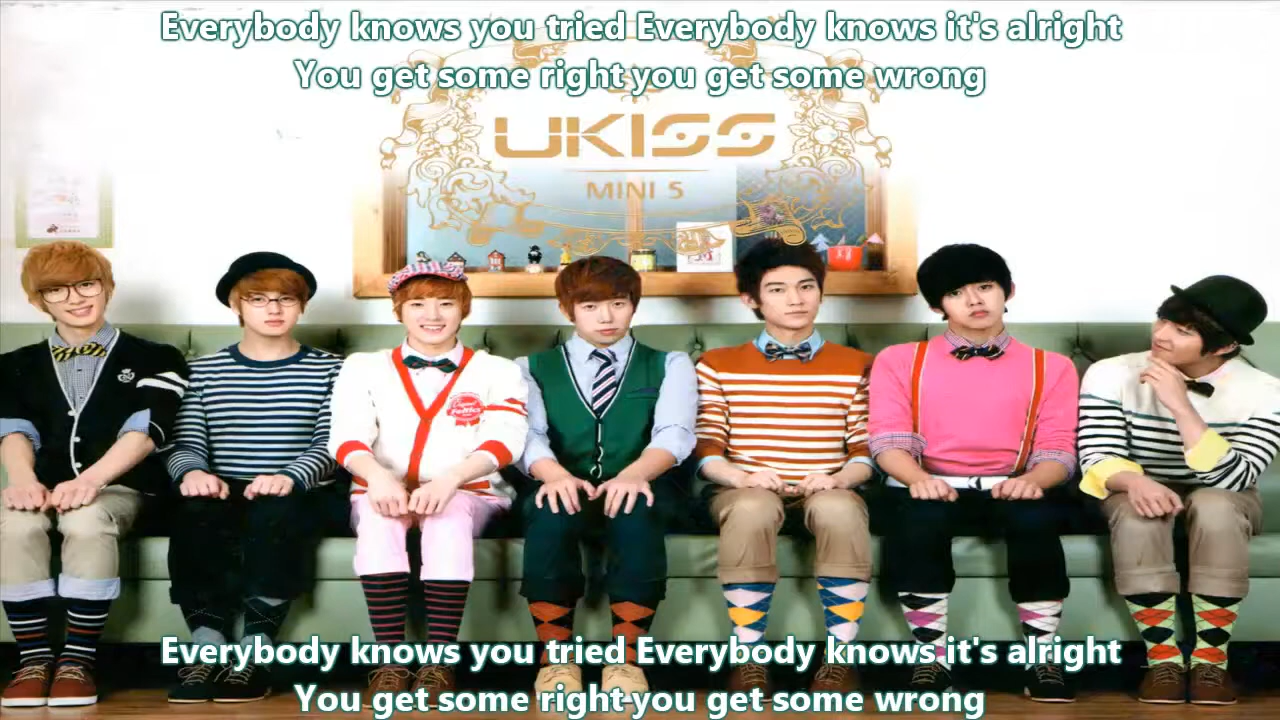 Everybody knows you tried Everybody knows it's alright
You get some right you get some wrong
UKISS
MINI 5
Everybody knows you tried Everybody knows it's alright
You get some right you get some wrong